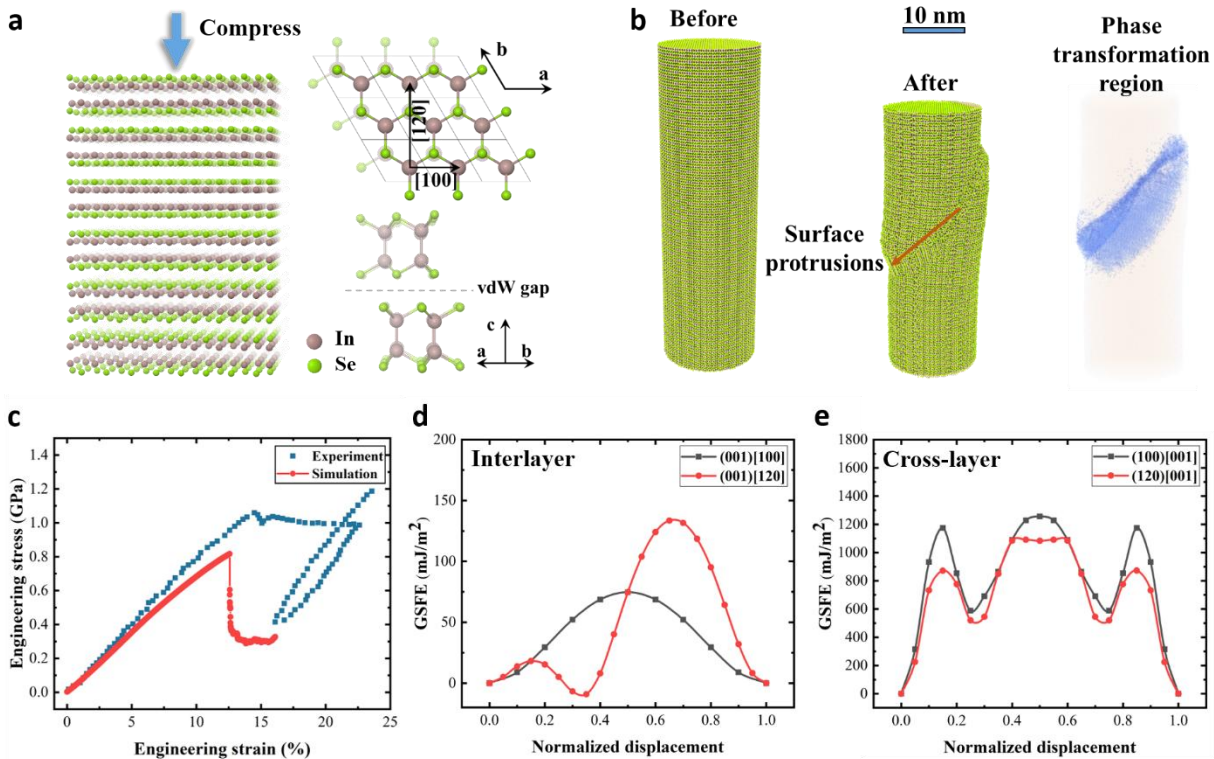 a
Compress
b
a
[120]
[100]
vdW gap
In
Se
c
a
b
b
Before
10 nm
After
Surface
protrusions
Phase
transformation
region
c
Engineering stress (GPa)
1.4
1.2
1.0
0.8
0.6
0.4
0.2
0.0
Experiment
Simulation
0 5 10 15 20 25
Engineering strain (%)
d
GSFE (mJ/m²)
200
150
100
50
0
Interlayer
(001)[100]
(001)[120]
0.0 0.2 0.4 0.6 0.8 1.0
Normalized displacement
e
GSFE (mJ/m²)
1800
1600
1400
1200
1000
800
600
400
200
0
Cross-layer
(100)[001]
(120)[001]
0.0 0.2 0.4 0.6 0.8 1.0
Normalized displacement